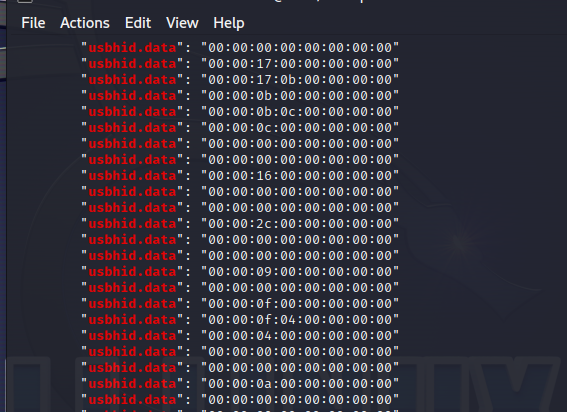 File Actions Edit View Help
"usbhid.data": "00:00:00:00:00:00:00:00"
"usbhid.data": "00:00:17:00:00:00:00:00"
"usbhid.data": "00:00:17:0b:00:00:00:00"
"usbhid.data": "00:00:0b:00:00:00:00:00"
"usbhid.data": "00:00:0b:0c:00:00:00:00"
"usbhid.data": "00:00:0c:00:00:00:00:00"
"usbhid.data": "00:00:00:00:00:00:00:00"
"usbhid.data": "00:00:00:00:00:00:00:00"
"usbhid.data": "00:00:16:00:00:00:00:00"
"usbhid.data": "00:00:00:00:00:00:00:00"
"usbhid.data": "00:00:00:00:00:00:00:00"
"usbhid.data": "00:00:2c:00:00:00:00:00"
"usbhid.data": "00:00:00:00:00:00:00:00"
"usbhid.data": "00:00:00:00:00:00:00:00"
"usbhid.data": "00:00:09:00:00:00:00:00"
"usbhid.data": "00:00:00:00:00:00:00:00"
"usbhid.data": "00:00:0f:00:00:00:00:00"
"usbhid.data": "00:00:0f:04:00:00:00:00"
"usbhid.data": "00:00:04:00:00:00:00:00"
"usbhid.data": "00:00:00:00:00:00:00:00"
"usbhid.data": "00:00:00:00:00:00:00:00"
"usbhid.data": "00:00:0a:00:00:00:00:00"
"usbhid.data": "00:00:00:00:00:00:00:00"